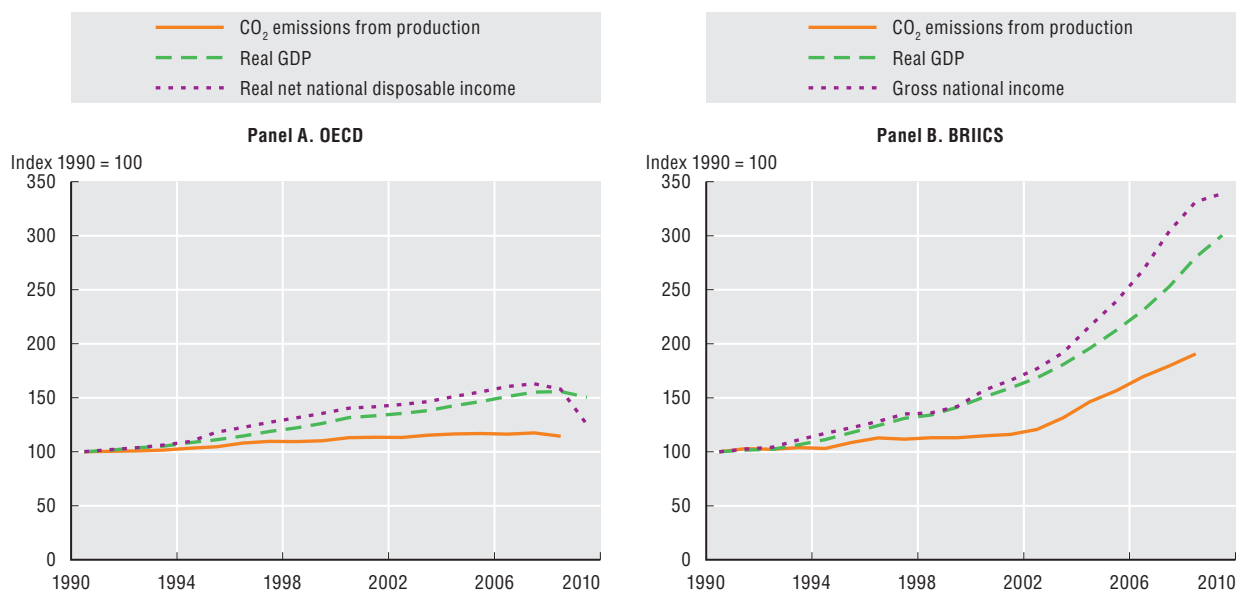 CO₂ emissions from production
Real GDP
Real net national disposable income
Panel A. OECD
Index 1990 = 100
350
300
250
200
150
100
50
0
1990 1994 1998 2002 2006 2010
CO₂ emissions from production
Real GDP
Gross national income
Panel B. BRIICS
Index 1990 = 100
350
300
250
200
150
100
50
0
1990 1994 1998 2002 2006 2010